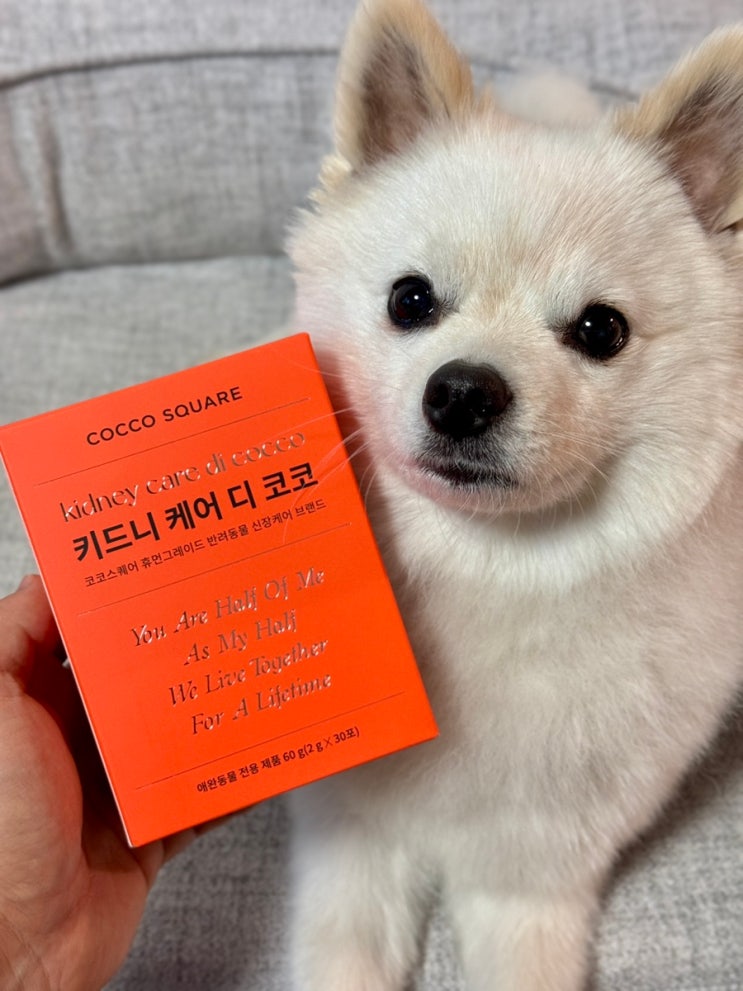 COCCO SQUARE
kidney care di cocco
키드니 케어 디 코코
코코스퀘어 휴먼그레이드 반려동물 신장케어 브랜드
You Are Half Of Me
As My Half
We Live Together
For A Lifetime
애완동물 전용 제품 60 g(2 g X 30포)